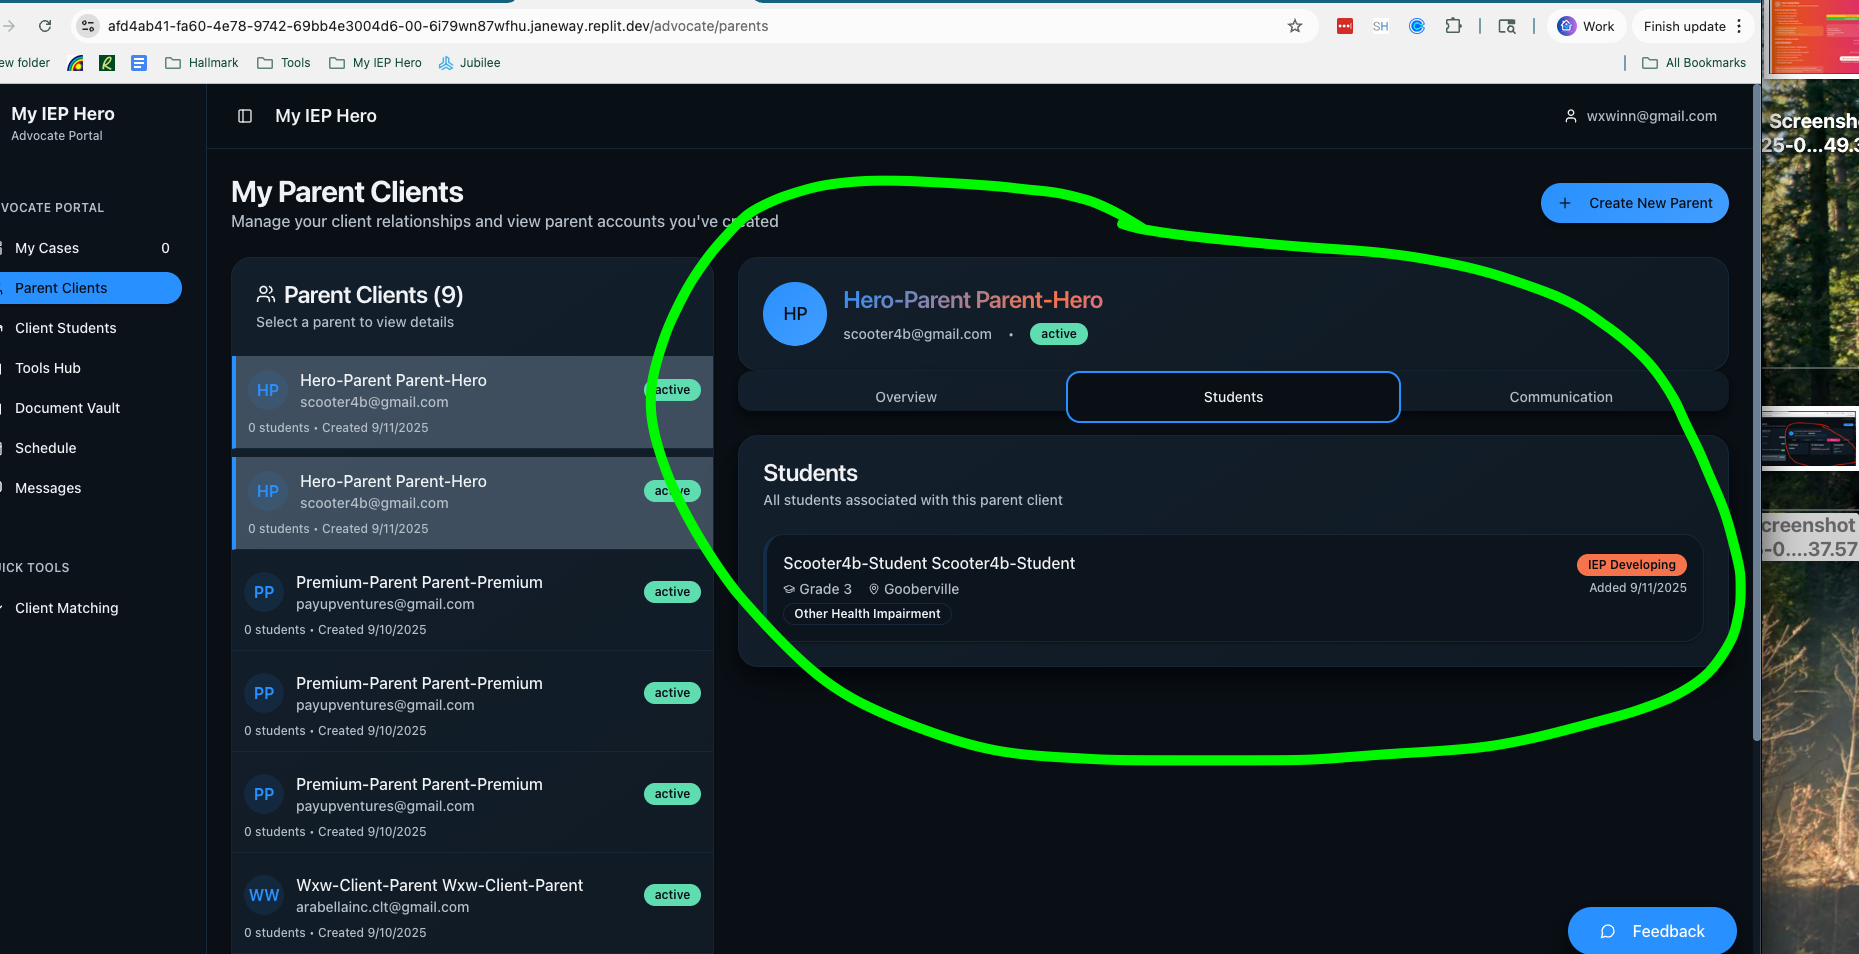 afd4ab41-fa60-4e78-9742-69bb4e3004d6-00-6i79wn87wfhu.janeway.replit.dev/advocate/parents
SH
Work
Finish update
ew folder
Hallmark
Tools
My IEP Hero
Jubilee
All Bookmarks
My IEP Hero
Advocate Portal
My IEP Hero
wxwinn@gmail.com
VOCATE PORTAL
My Cases 0
Parent Clients
Client Students
Tools Hub
Document Vault
Schedule
Messages
ICK TOOLS
Client Matching
My Parent Clients
Manage your client relationships and view parent accounts you've created
+ Create New Parent
Parent Clients (9)
Select a parent to view details
HP
Hero-Parent Parent-Hero
active
scooter4b@gmail.com
0 students • Created 9/11/2025
HP
Hero-Parent Parent-Hero
active
scooter4b@gmail.com
0 students • Created 9/11/2025
PP
Premium-Parent Parent-Premium
active
payupventures@gmail.com
0 students • Created 9/10/2025
PP
Premium-Parent Parent-Premium
active
payupventures@gmail.com
0 students • Created 9/10/2025
PP
Premium-Parent Parent-Premium
active
payupventures@gmail.com
0 students • Created 9/10/2025
WW
Wxw-Client-Parent Wxw-Client-Parent
active
arabellainc.clt@gmail.com
0 students • Created 9/10/2025
HP
Hero-Parent Parent-Hero
scooter4b@gmail.com • active
Overview
Students
Communication
Students
All students associated with this parent client
Scooter4b-Student Scooter4b-Student
IEP Developing
Grade 3
Gooberville
Added 9/11/2025
Other Health Impairment
Feedback
Screensh
25-0...49.3
creenshot
-0....37.57